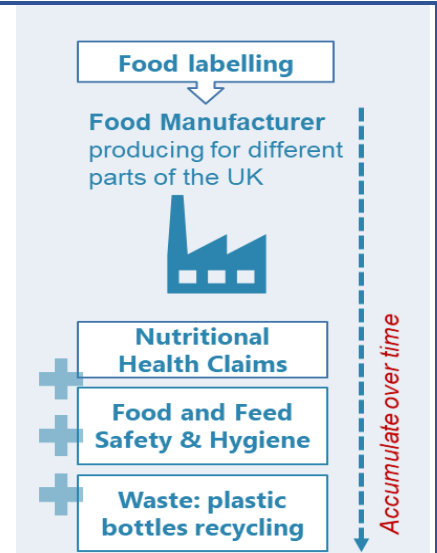 Food labelling
Food Manufacturer
producing for different
parts of the UK
Nutritional
Health Claims
Food and Feed
Safety & Hygiene
Waste: plastic
bottles recycling
Accumulate over time